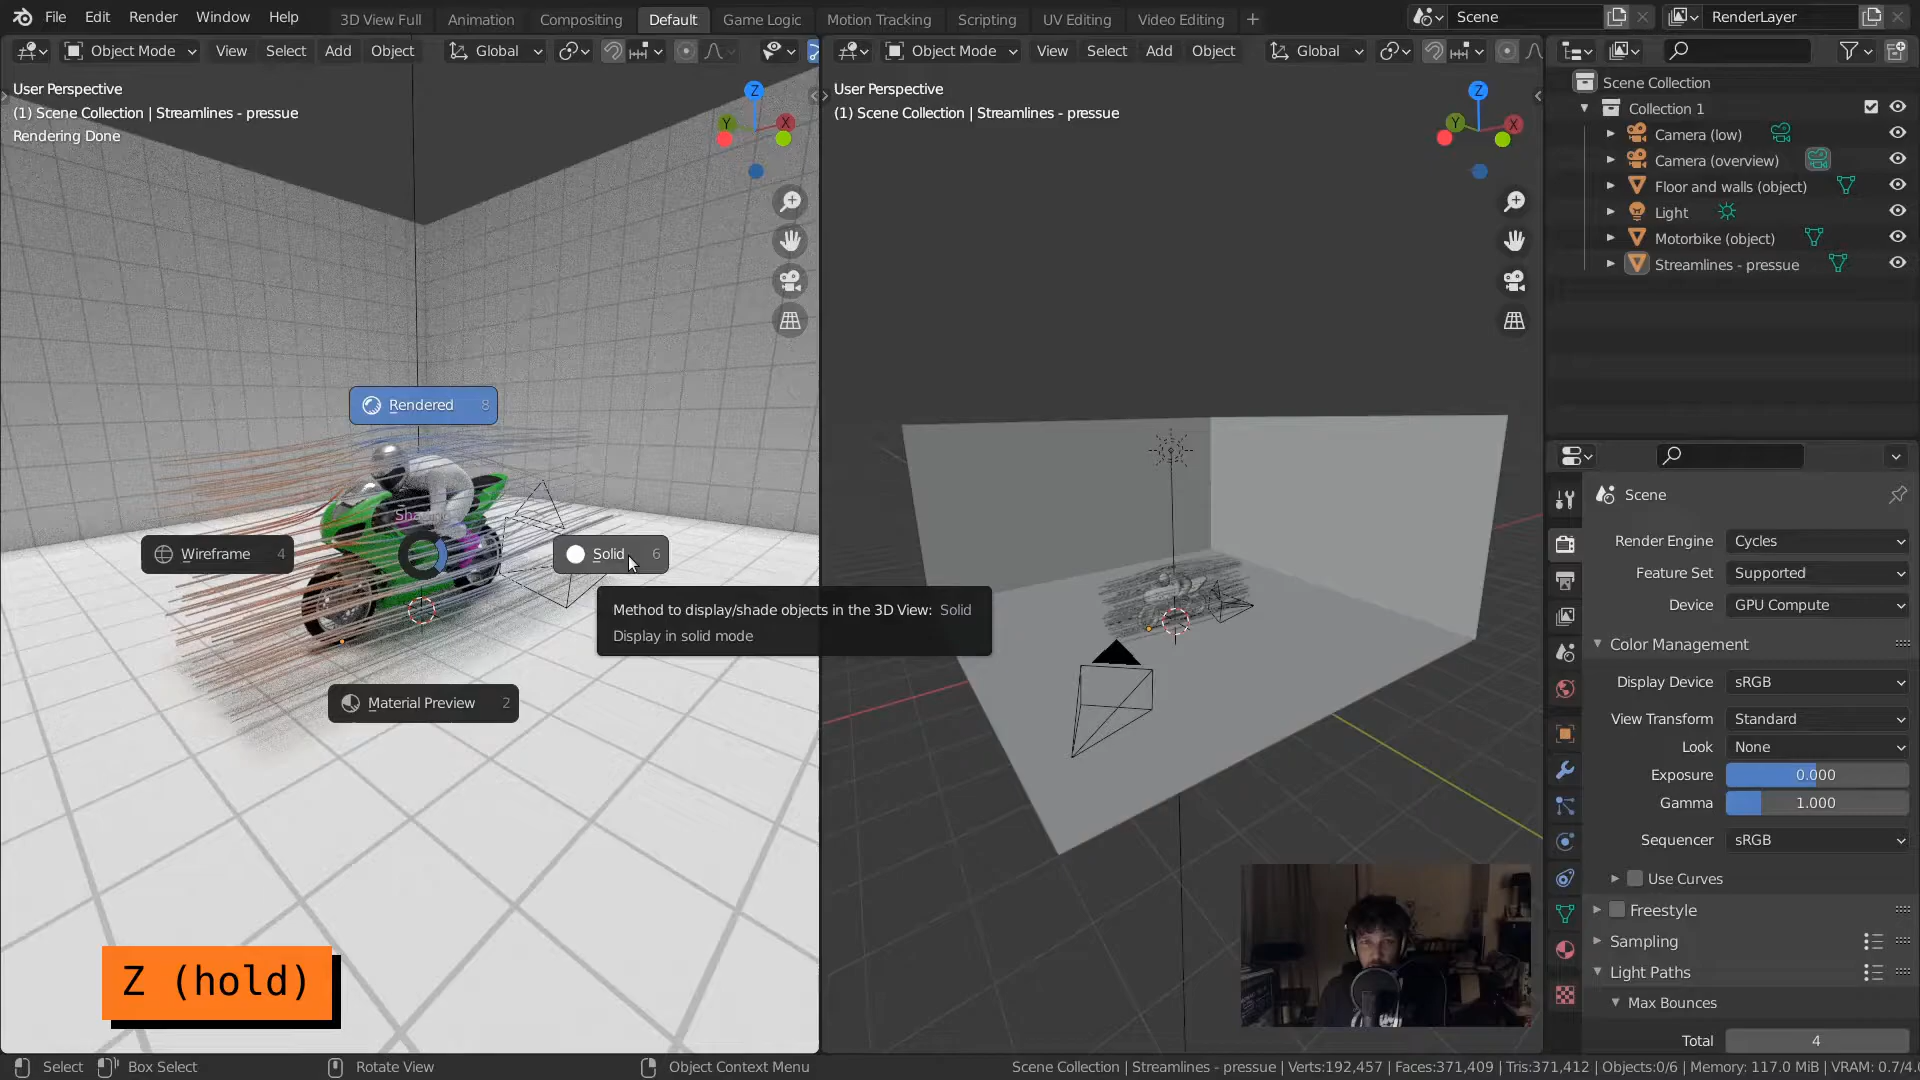 File Edit Render Window Help 3D View Full Animation Compositing Default Game Logic Motion Tracking Scripting UV Editing Video Editing + Scene RenderLayer
Object Mode View Select Add Object Global
Object Mode View Select Add Object Global
User Perspective
(1) Scene Collection | Streamlines - pressue
Rendering Done
Z
Y
X
User Perspective
(1) Scene Collection | Streamlines - pressue
Z
Y
X
Scene Collection
Collection 1
Camera (low)
Camera (overview)
Floor and walls (object)
Light
Motorbike (object)
Streamlines - pressue
Rendered 8
Wireframe 4
Solid 6
Method to display/shade objects in the 3D View: Solid
Display in solid mode
Material Preview 2
Z (hold)
Scene
Render Engine Cycles
Feature Set Supported
Device GPU Compute
Color Management
Display Device sRGB
View Transform Standard
Look None
Exposure 0.000
Gamma 1.000
Sequencer sRGB
Use Curves
Freestyle
Sampling
Light Paths
Max Bounces
Total 4
Select Box Select Rotate View Object Context Menu Scene Collection | Streamlines - pressue | Verts:192,457 | Faces:371,409 | Tris:371,412 | Objects:0/6 | Memory: 117.0 MiB | VRAM: 0.7/4.